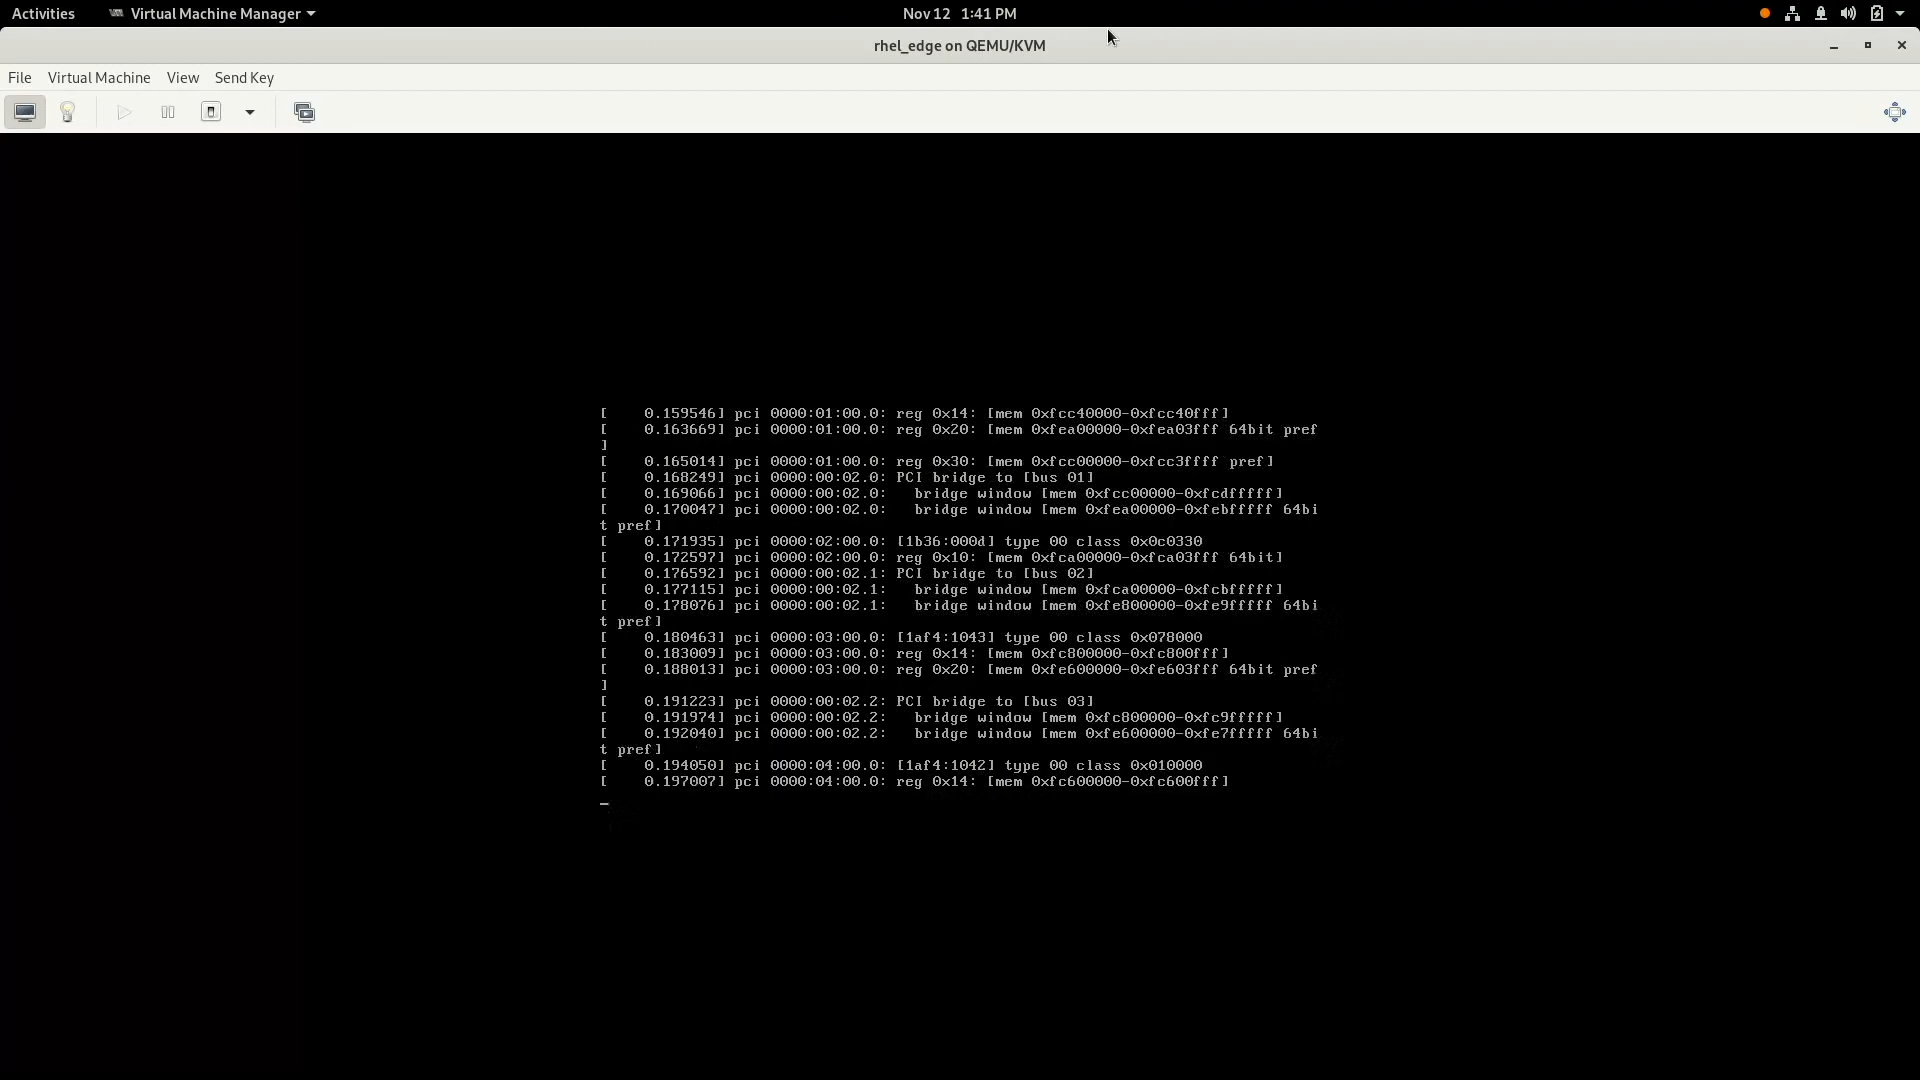 Activities Virtual Machine Manager Nov 12 1:41 PM
rhel_edge on QEMU/KVM
File Virtual Machine View Send Key
[    0.159546] pci 0000:01:00.0: reg 0x14: [mem 0xfcc40000-0xfcc40fff]
[    0.163669] pci 0000:01:00.0: reg 0x20: [mem 0xfea00000-0xfea03fff 64bit pref
]
[    0.165014] pci 0000:01:00.0: reg 0x30: [mem 0xfcc00000-0xfcc3ffff pref]
[    0.168249] pci 0000:00:02.0: PCI bridge to [bus 01]
[    0.169066] pci 0000:00:02.0:   bridge window [mem 0xfcc00000-0xfcdfffff]
[    0.170047] pci 0000:00:02.0:   bridge window [mem 0xfea00000-0xfebfffff 64bi
t pref]
[    0.171935] pci 0000:02:00.0: [1b36:000d] type 00 class 0x0c0330
[    0.172597] pci 0000:02:00.0: reg 0x10: [mem 0xfca00000-0xfca03fff 64bit]
[    0.176592] pci 0000:00:02.1: PCI bridge to [bus 02]
[    0.177115] pci 0000:00:02.1:   bridge window [mem 0xfca00000-0xfcbfffff]
[    0.178076] pci 0000:00:02.1:   bridge window [mem 0xfe800000-0xfe9fffff 64bi
t pref]
[    0.180463] pci 0000:03:00.0: [1af4:1043] type 00 class 0x078000
[    0.183009] pci 0000:03:00.0: reg 0x14: [mem 0xfc800000-0xfc800fff]
[    0.188013] pci 0000:03:00.0: reg 0x20: [mem 0xfe600000-0xfe603fff 64bit pref
]
[    0.191223] pci 0000:00:02.2: PCI bridge to [bus 03]
[    0.191974] pci 0000:00:02.2:   bridge window [mem 0xfc800000-0xfc9fffff]
[    0.192040] pci 0000:00:02.2:   bridge window [mem 0xfe600000-0xfe7fffff 64bi
t pref]
[    0.194050] pci 0000:04:00.0: [1af4:1042] type 00 class 0x010000
[    0.197007] pci 0000:04:00.0: reg 0x14: [mem 0xfc600000-0xfc600fff]